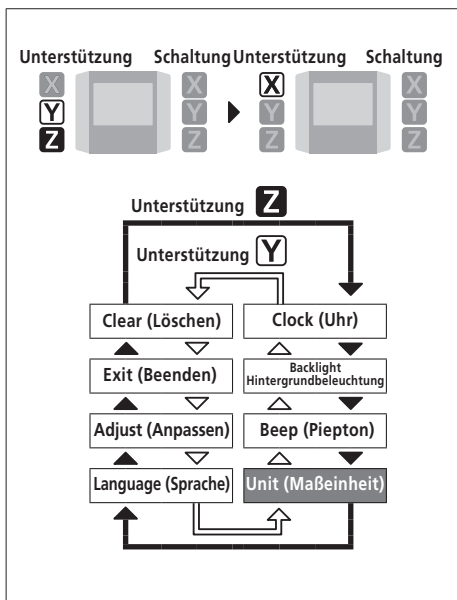 Unterstützung Schaltung Unterstützung Schaltung
X X X X
Y Y Y Y
Z Z Z Z
Unterstützung Z
Unterstützung Y
Clear (Löschen) Clock (Uhr)
Exit (Beenden) Backlight
Hintergrundbeleuchtung
Adjust (Anpassen) Beep (Piepton)
Language (Sprache) Unit (Maßeinheit)